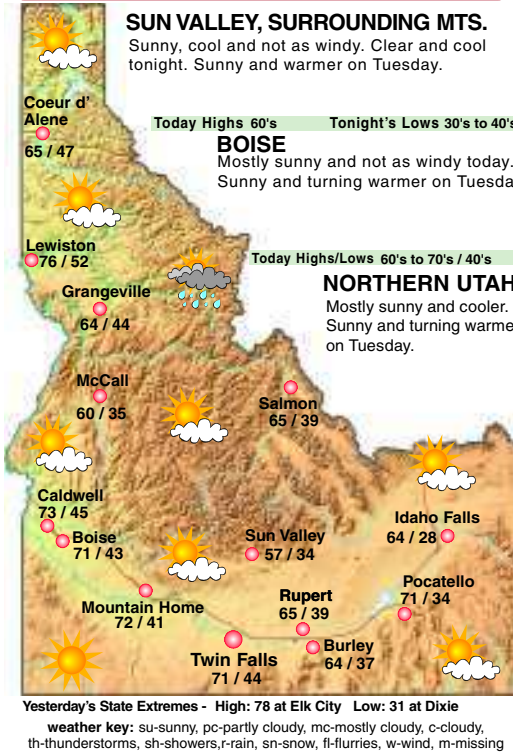 SUN VALLEY, SURROUNDING MTS.
Sunny, cool and not as windy. Clear and cool
tonight. Sunny and warmer on Tuesday.
Coeur d'
Alene
65 / 47
Today Highs 60's Tonight's Lows 30's to 40's
BOISE
Mostly sunny and not as windy today.
Sunny and turning warmer on Tuesda
Lewiston
76 / 52
Today Highs/Lows 60's to 70's / 40's
NORTHERN UTAH
Mostly sunny and cooler.
Sunny and turning warme
on Tuesday.
Grangeville
64 / 44
McCall
60 / 35
Salmon
65 / 39
Caldwell
73 / 45
Boise
71 / 43
Sun Valley
57 / 34
Idaho Falls
64 / 28
Mountain Home
72 / 41
Rupert
65 / 39
Pocatello
71 / 34
Twin Falls
71 / 44
Burley
64 / 37
Yesterday's State Extremes - High: 78 at Elk City Low: 31 at Dixie
weather key: su-sunny, pc-partly cloudy, mc-mostly cloudy, c-cloudy,
th-thunderstorms, sh-showers,r-rain, sn-snow, fl-flurries, w-wind, m-missing